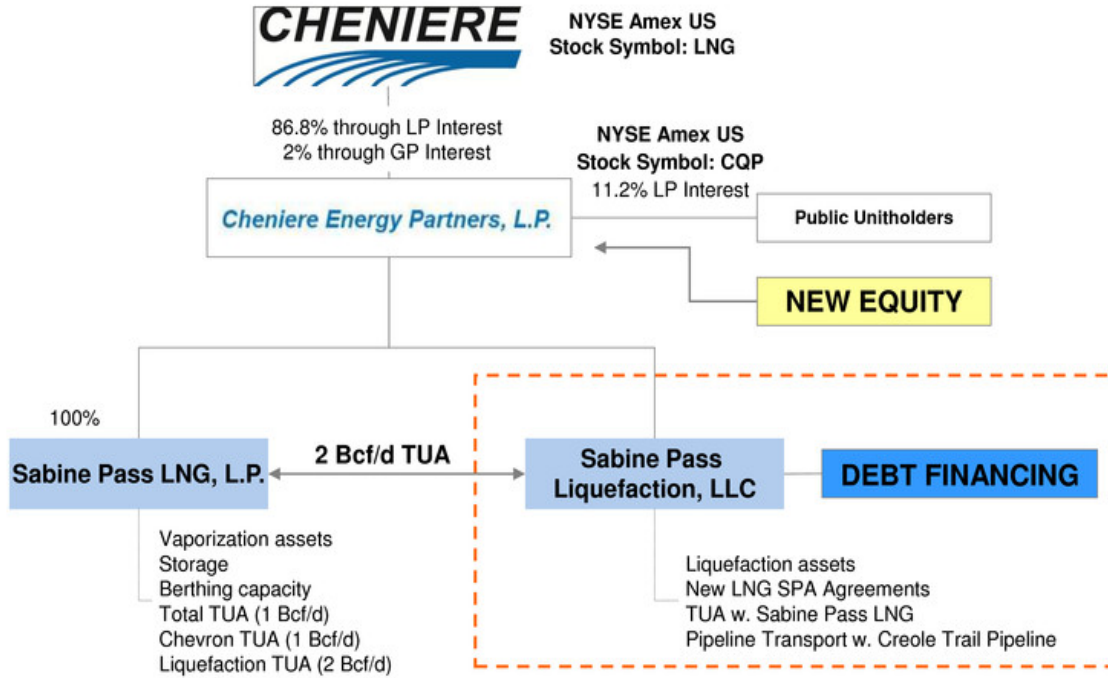 CHENIERE
NYSE Amex US
Stock Symbol: LNG
86.8% through LP Interest
2% through GP Interest
NYSE Amex US
Stock Symbol: CQP
11.2% LP Interest
Cheniere Energy Partners, L.P.
Public Unitholders
NEW EQUITY
100%
Sabine Pass LNG, L.P.
2 Bcf/d TUA
Sabine Pass
Liquefaction, LLC
DEBT FINANCING
Vaporization assets
Storage
Berthing capacity
Total TUA (1 Bcf/d)
Chevron TUA (1 Bcf/d)
Liquefaction TUA (2 Bcf/d)
Liquefaction assets
New LNG SPA Agreements
TUA w. Sabine Pass LNG
Pipeline Transport w. Creole Trail Pipeline